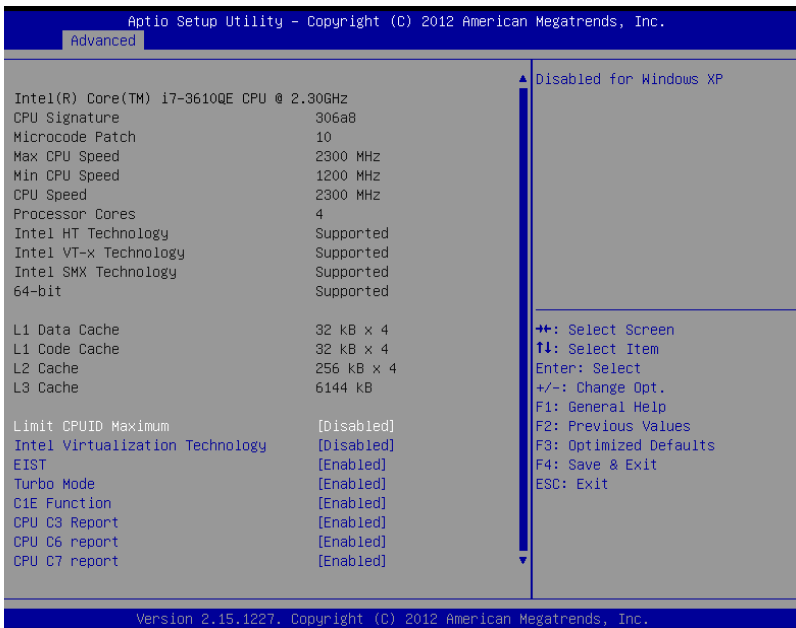 Aptio Setup Utility – Copyright (C) 2012 American Megatrends, Inc.
Advanced
Intel(R) Core(TM) i7-3610QE CPU @ 2.30GHz
CPU Signature 306a8
Microcode Patch 10
Max CPU Speed 2300 MHz
Min CPU Speed 1200 MHz
CPU Speed 2300 MHz
Processor Cores 4
Intel HT Technology Supported
Intel VT-x Technology Supported
Intel SMX Technology Supported
64-bit Supported
L1 Data Cache 32 kB x 4
L1 Code Cache 32 kB x 4
L2 Cache 256 kB x 4
L3 Cache 6144 kB
Limit CPUID Maximum [Disabled]
Intel Virtualization Technology [Disabled]
EIST [Enabled]
Turbo Mode [Enabled]
C1E Function [Enabled]
CPU C3 Report [Enabled]
CPU C6 report [Enabled]
CPU C7 report [Enabled]
Disabled for Windows XP
→←: Select Screen
↑↓: Select Item
Enter: Select
+/-: Change Opt.
F1: General Help
F2: Previous Values
F3: Optimized Defaults
F4: Save & Exit
ESC: Exit
Version 2.15.1227. Copyright (C) 2012 American Megatrends, Inc.